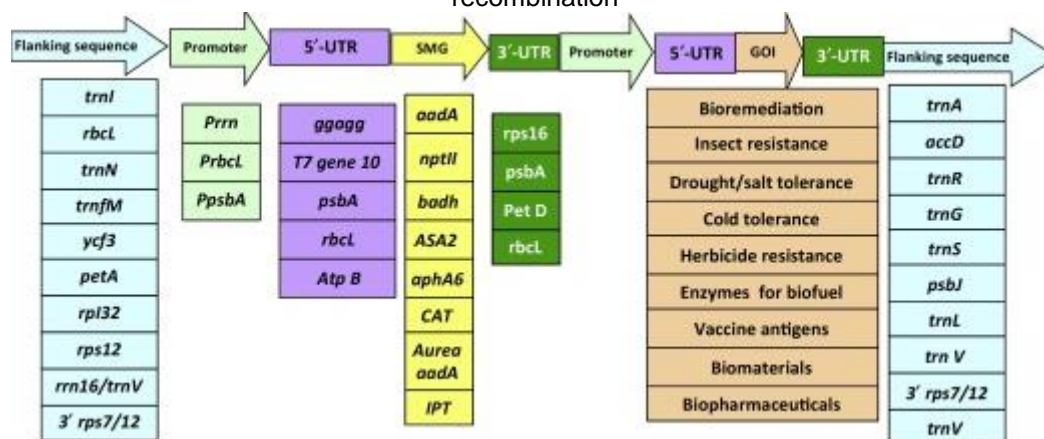 recombination
Flanking sequence
Promoter
5´-UTR
SMG
3´-UTR
Promoter
5´-UTR
GOI
3´-UTR
Flanking sequence
trnI
rbcL
trnN
trnfM
ycf3
petA
rpl32
rps12
rrn16/trnV
3´ rps7/12
Prrn
PrbcL
PpsbA
ggagg
T7 gene 10
psbA
rbcL
Atp B
aadA
nptII
badh
ASA2
aphA6
CAT
Aurea
aadA
IPT
rps16
psbA
Pet D
rbcL
Bioremediation
Insect resistance
Drought/salt tolerance
Cold tolerance
Herbicide resistance
Enzymes for biofuel
Vaccine antigens
Biomaterials
Biopharmaceuticals
trnA
accD
trnR
trnG
trnS
psbJ
trnL
trn V
3´ rps7/12
trnV